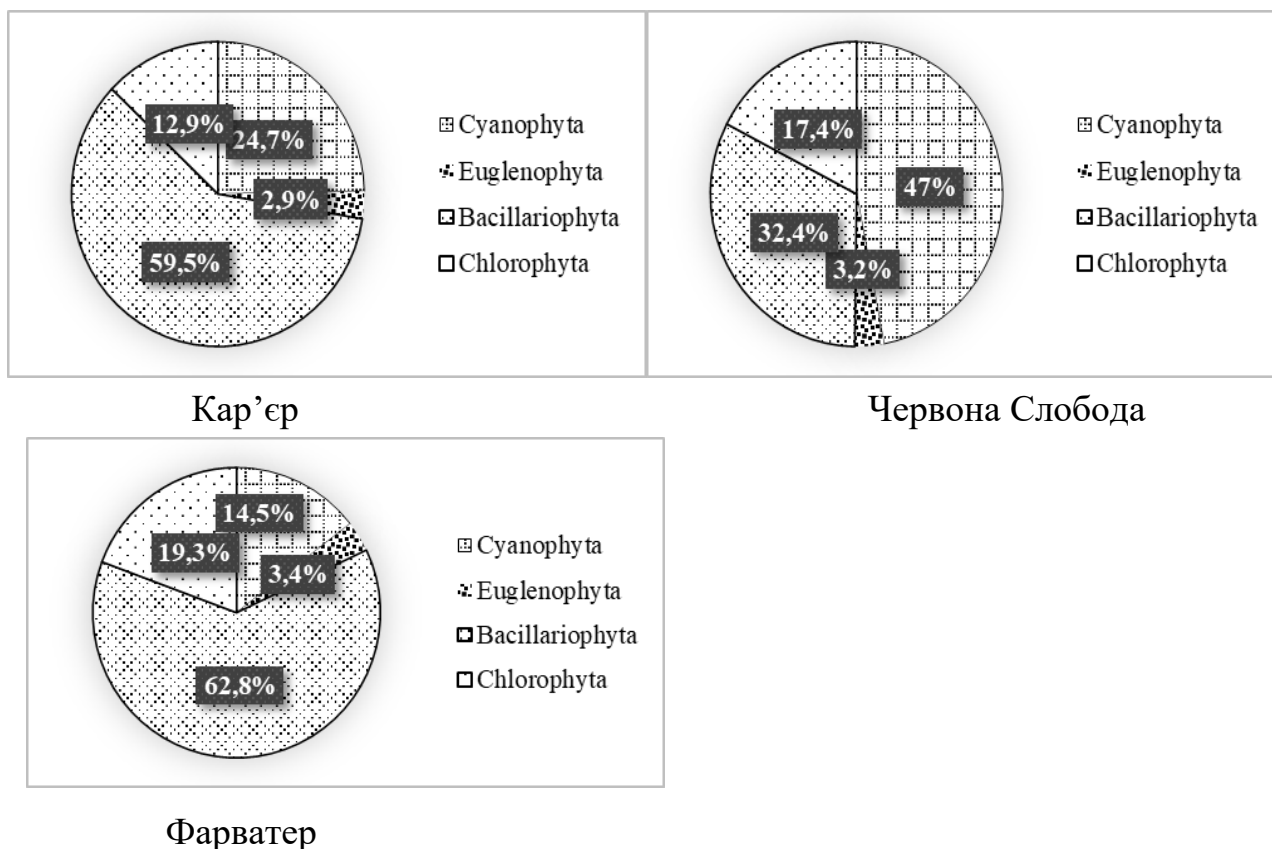 12,9%
24,7%
2,9%
59,5%
Cyanophyta
Euglenophyta
Bacillariophyta
Chlorophyta
17,4%
47%
32,4%
3,2%
Cyanophyta
Euglenophyta
Bacillariophyta
Chlorophyta
Кар’єр
Червона Слобода
14,5%
19,3%
3,4%
62,8%
Cyanophyta
Euglenophyta
Bacillariophyta
Chlorophyta
Фарватер